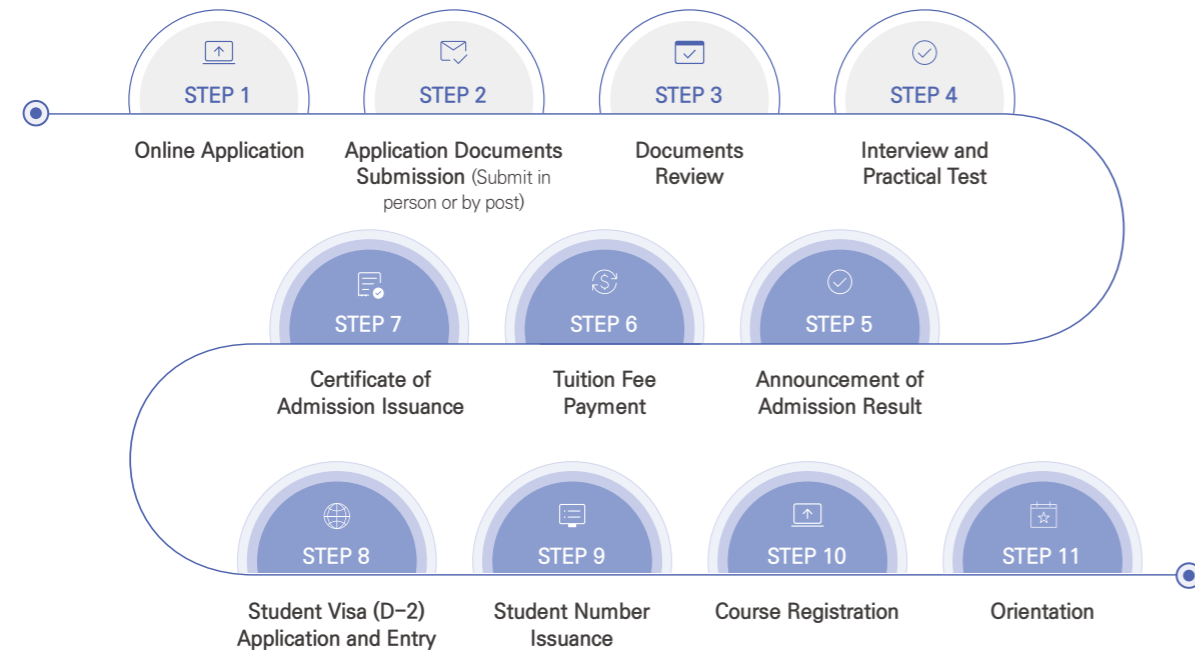 STEP 1
Online Application
STEP 2
Application Documents
Submission (Submit in
person or by post)
STEP 3
Documents
Review
STEP 4
Interview and
Practical Test
STEP 5
Announcement of
Admission Result
STEP 6
Tuition Fee
Payment
STEP 7
Certificate of
Admission Issuance
STEP 8
Student Visa (D-2)
Application and Entry
STEP 9
Student Number
Issuance
STEP 10
Course Registration
STEP 11
Orientation